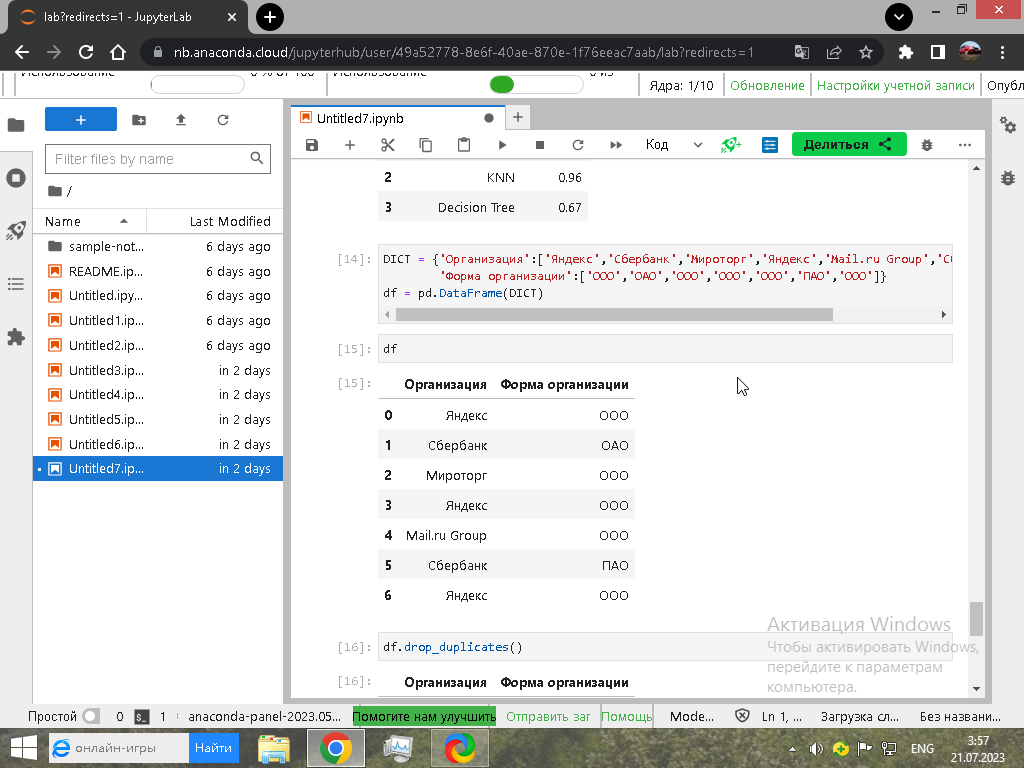 lab?redirects=1 - JupyterLab
nb.anaconda.cloud/jupyterhub/user/49a52778-8e6f-40ae-870e-1f76eeac7aab/lab?redirects=1
Использование 0 % от 100 Использование 0 из
Ядра: 1/10 Обновление Настройки учетной записи Опубл
Untitled7.ipynb
Filter files by name
Код
Делиться
/
Name Last Modified
sample-not... 6 days ago
README.ip... 6 days ago
Untitled.ipy... 6 days ago
Untitled1.ip... 6 days ago
Untitled2.ip... 6 days ago
Untitled3.ip... in 2 days
Untitled4.ip... in 2 days
Untitled5.ip... in 2 days
Untitled6.ip... in 2 days
Untitled7.ip... in 2 days
2 KNN 0.96
3 Decision Tree 0.67
[14]: DICT = {"Организация":["Яндекс","Сбербанк","Мироторг","Яндекс","Mail.ru Group","С
"Форма организации":["ООО","ОАО","ООО","ООО","ООО","ПАО","ООО"]}
df = pd.DataFrame(DICT)
[15]: df
[15]: Организация Форма организации
0 Яндекс ООО
1 Сбербанк ОАО
2 Мироторг ООО
3 Яндекс ООО
4 Mail.ru Group ООО
5 Сбербанк ПАО
6 Яндекс ООО
[16]: df.drop_duplicates()
[16]: Организация Форма организации
Активация Windows
Чтобы активировать Windows,
перейдите к параметрам
компьютера.
Простой 0 $_ 1 anaconda-panel-2023.05... Помогите нам улучшить Отправить заг Помощь Mode... Ln 1, ... Загрузка сл... Без названи...
онлайн-игры Найти
ENG
3:57
21.07.2023